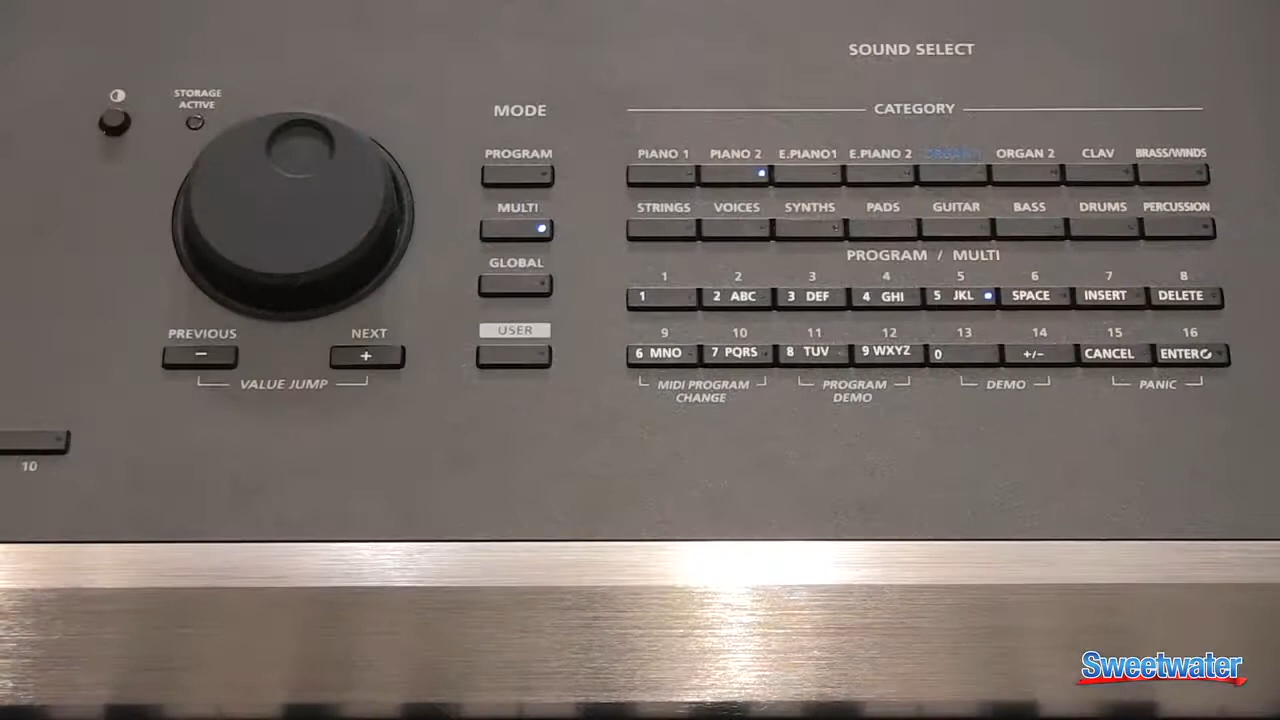 SOUND SELECT
STORAGE
ACTIVE
MODE
CATEGORY
PROGRAM
PIANO 1 PIANO 2 E.PIANO1 E.PIANO 2 ORGAN 1 ORGAN 2 CLAV BRASS/WINDS
MULTI
STRINGS VOICES SYNTHS PADS GUITAR BASS DRUMS PERCUSSION
GLOBAL
PROGRAM / MULTI
1 2 3 4 5 6 7 8
1 2 ABC 3 DEF 4 GHI 5 JKL SPACE INSERT DELETE
PREVIOUS NEXT
USER
9 10 11 12 13 14 15 16
− +
6 MNO 7 PQRS 8 TUV 9 WXYZ 0 +/− CANCEL ENTER
VALUE JUMP
MIDI PROGRAM
CHANGE
PROGRAM
DEMO
DEMO
PANIC
10
Sweetwater